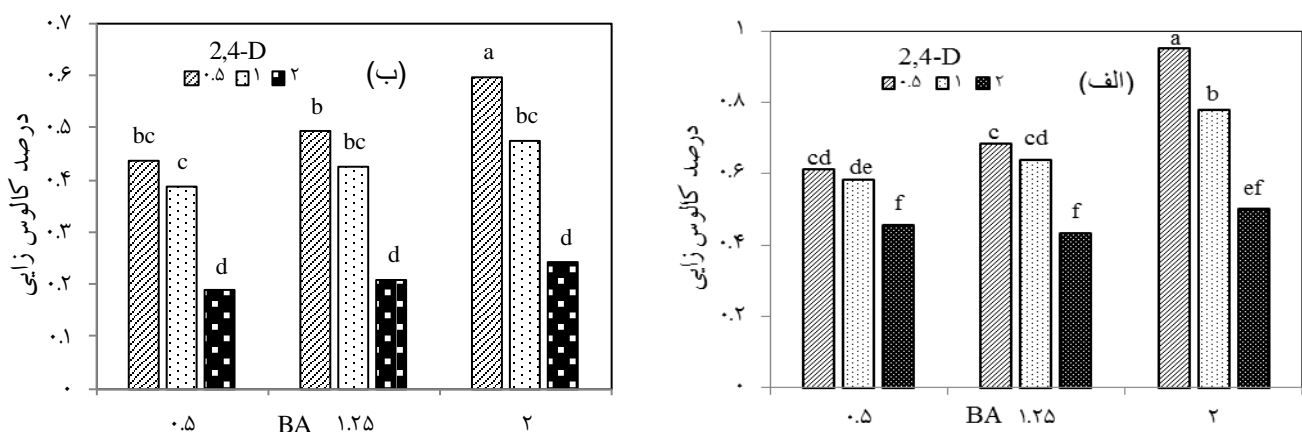 ۰.۷
۰.۶
۰.۵
۰.۴
۰.۳
۰.۲
۰.۱
۰
درصد کالوس زایی
2,4-D
۰.۵ ۱ ۲
(ب)
bc c d
b bc d
a bc d
۰.۵ BA ۱.۲۵ ۲
۱
۰.۸
۰.۶
۰.۴
۰.۲
۰
درصد کالوس زایی
2,4-D
۰.۵ ۱ ۲
(الف)
cd de f
c cd f
a b ef
۰.۵ BA ۱.۲۵ ۲